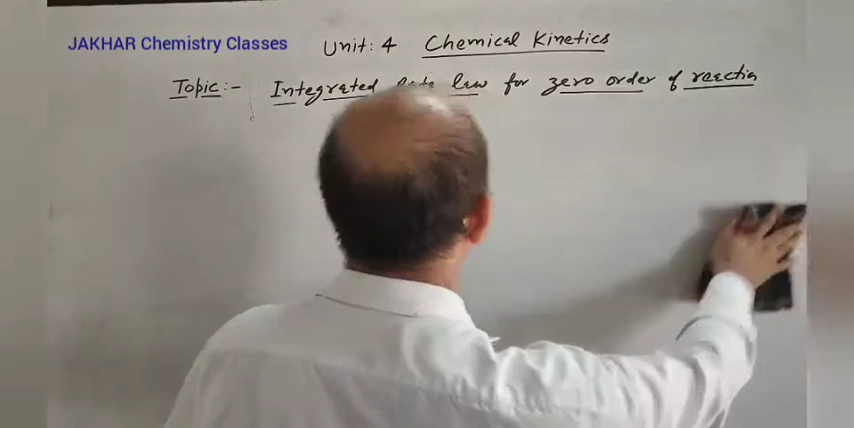 JAKHAR Chemistry Classes
Unit: 4 Chemical Kinetics
Topic:- Integrated law for zero order of reaction